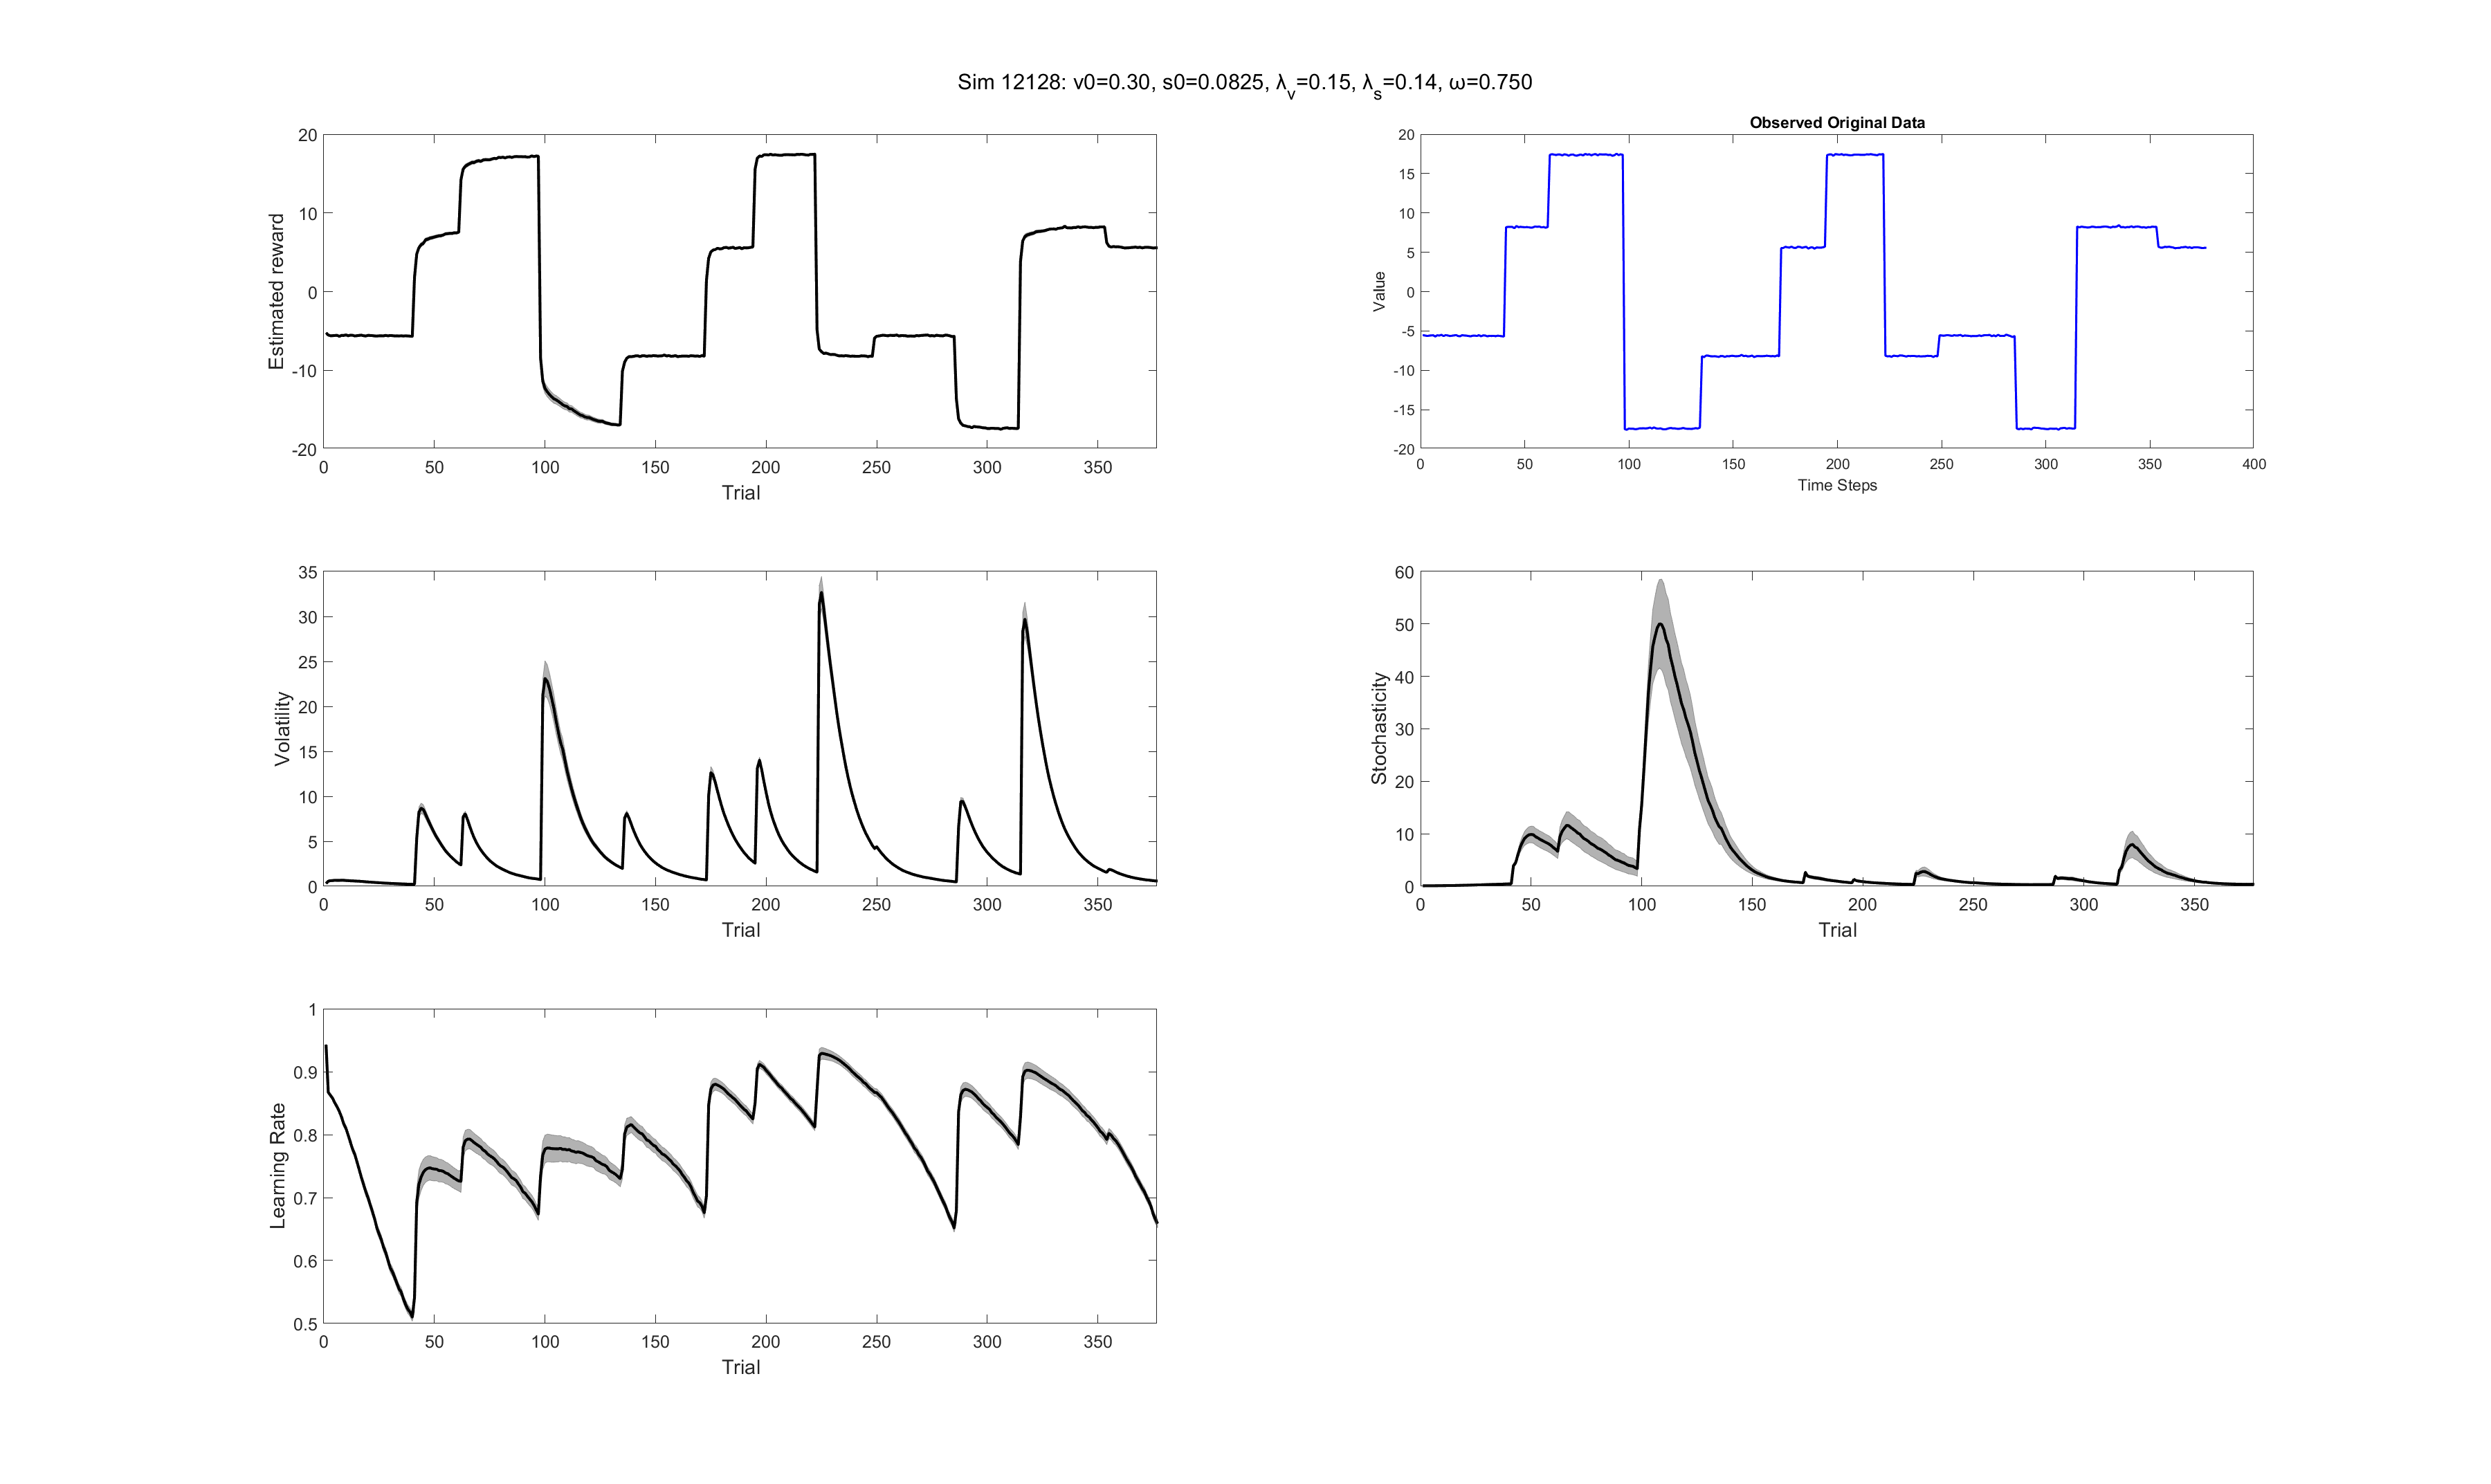 Sim 12128: v0=0.30, s0=0.0825, λv=0.15, λs=0.14, ω=0.750
20
10
0
-10
-20
Estimated reward
0 50 100 150 200 250 300 350
Trial
Observed Original Data
20
15
10
5
0
-5
-10
-15
-20
Value
0 50 100 150 200 250 300 350 400
Time Steps
35
30
25
20
15
10
5
0
Volatility
0 50 100 150 200 250 300 350
Trial
60
50
40
30
20
10
0
Stochasticity
0 50 100 150 200 250 300 350
Trial
1
0.9
0.8
0.7
0.6
0.5
Learning Rate
0 50 100 150 200 250 300 350
Trial